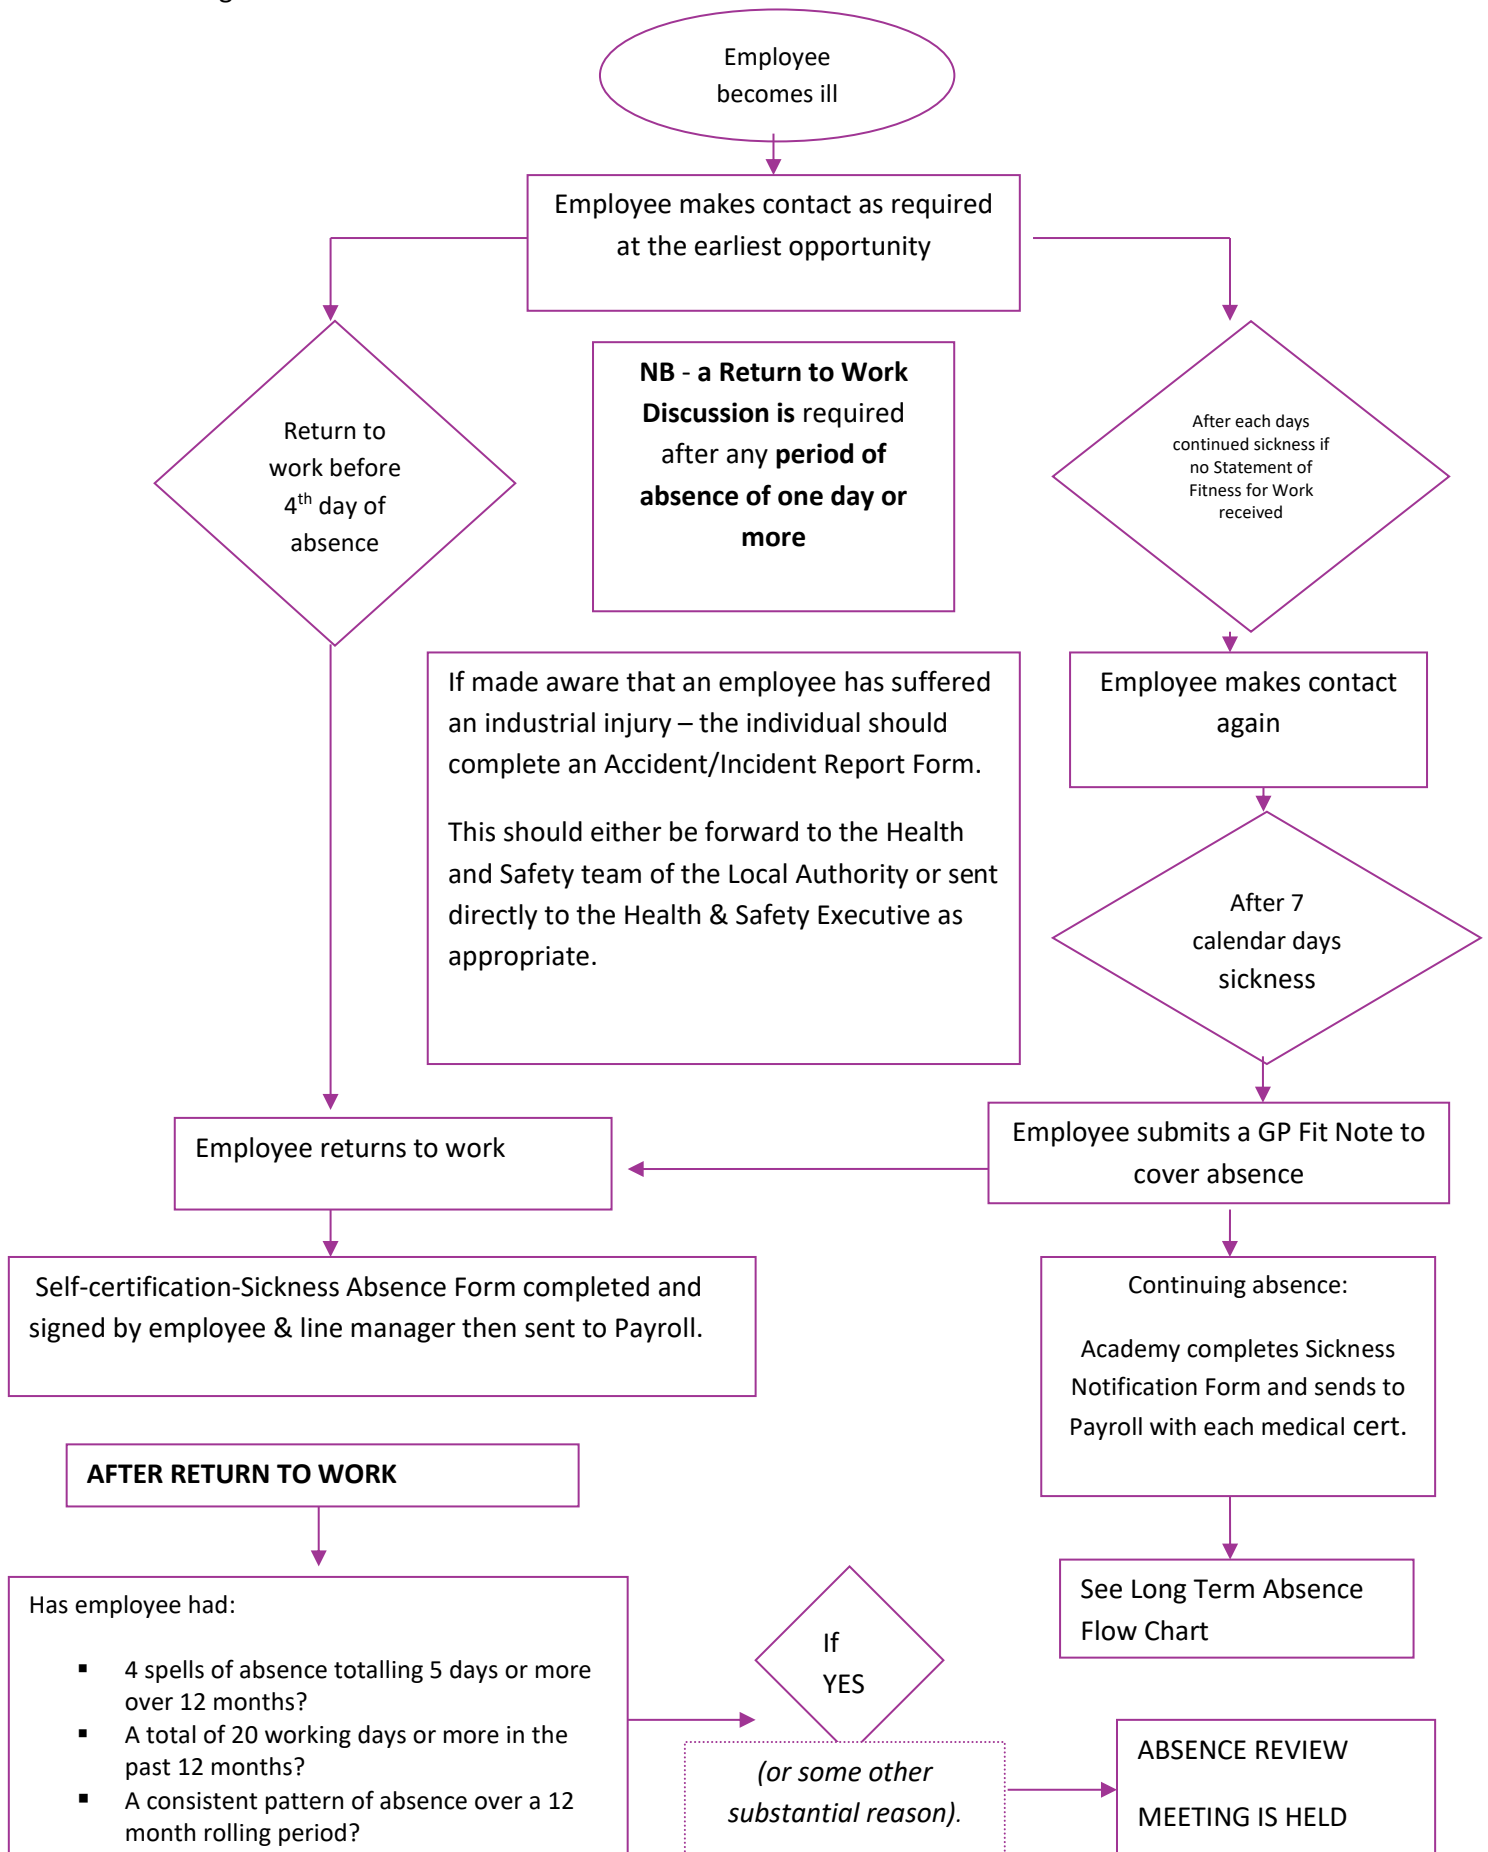 Employee
becomes ill
Employee makes contact as required
at the earliest opportunity
Return to
work before
4th day of
absence
NB - a Return to Work
Discussion is required
after any period of
absence of one day or
more
After each days
continued sickness if
no Statement of
Fitness for Work
received
If made aware that an employee has suffered
an industrial injury – the individual should
complete an Accident/Incident Report Form.
This should either be forward to the Health
and Safety team of the Local Authority or sent
directly to the Health & Safety Executive as
appropriate.
Employee makes contact
again
After 7
calendar days
sickness
Employee returns to work
Employee submits a GP Fit Note to
cover absence
Self-certification-Sickness Absence Form completed and
signed by employee & line manager then sent to Payroll.
Continuing absence:
Academy completes Sickness
Notification Form and sends to
Payroll with each medical cert.
AFTER RETURN TO WORK
See Long Term Absence
Flow Chart
Has employee had:
▪ 4 spells of absence totalling 5 days or more
over 12 months?
▪ A total of 20 working days or more in the
past 12 months?
▪ A consistent pattern of absence over a 12
month rolling period?
If
YES
(or some other
substantial reason).
ABSENCE REVIEW
MEETING IS HELD